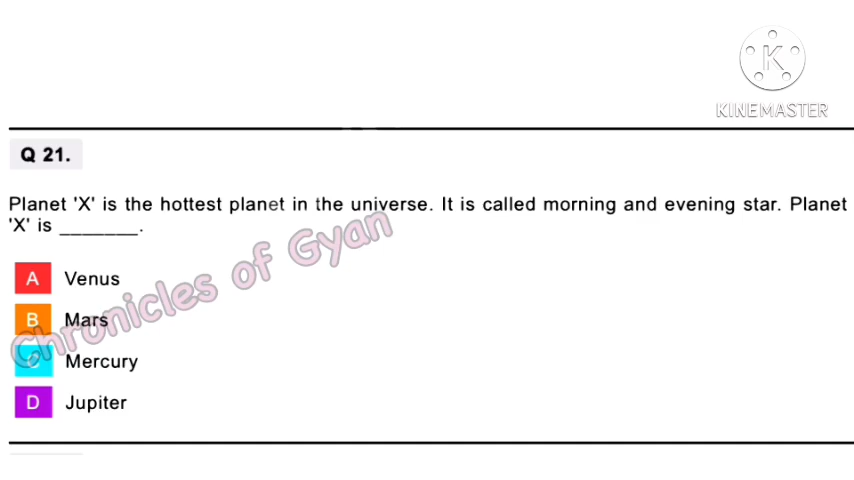 K
KINEMASTER
Q 21.
Planet 'X' is the hottest planet in the universe. It is called morning and evening star. Planet
'X' is _______.
A Venus
B Mars
C Mercury
D Jupiter
Chronicles of Gyan